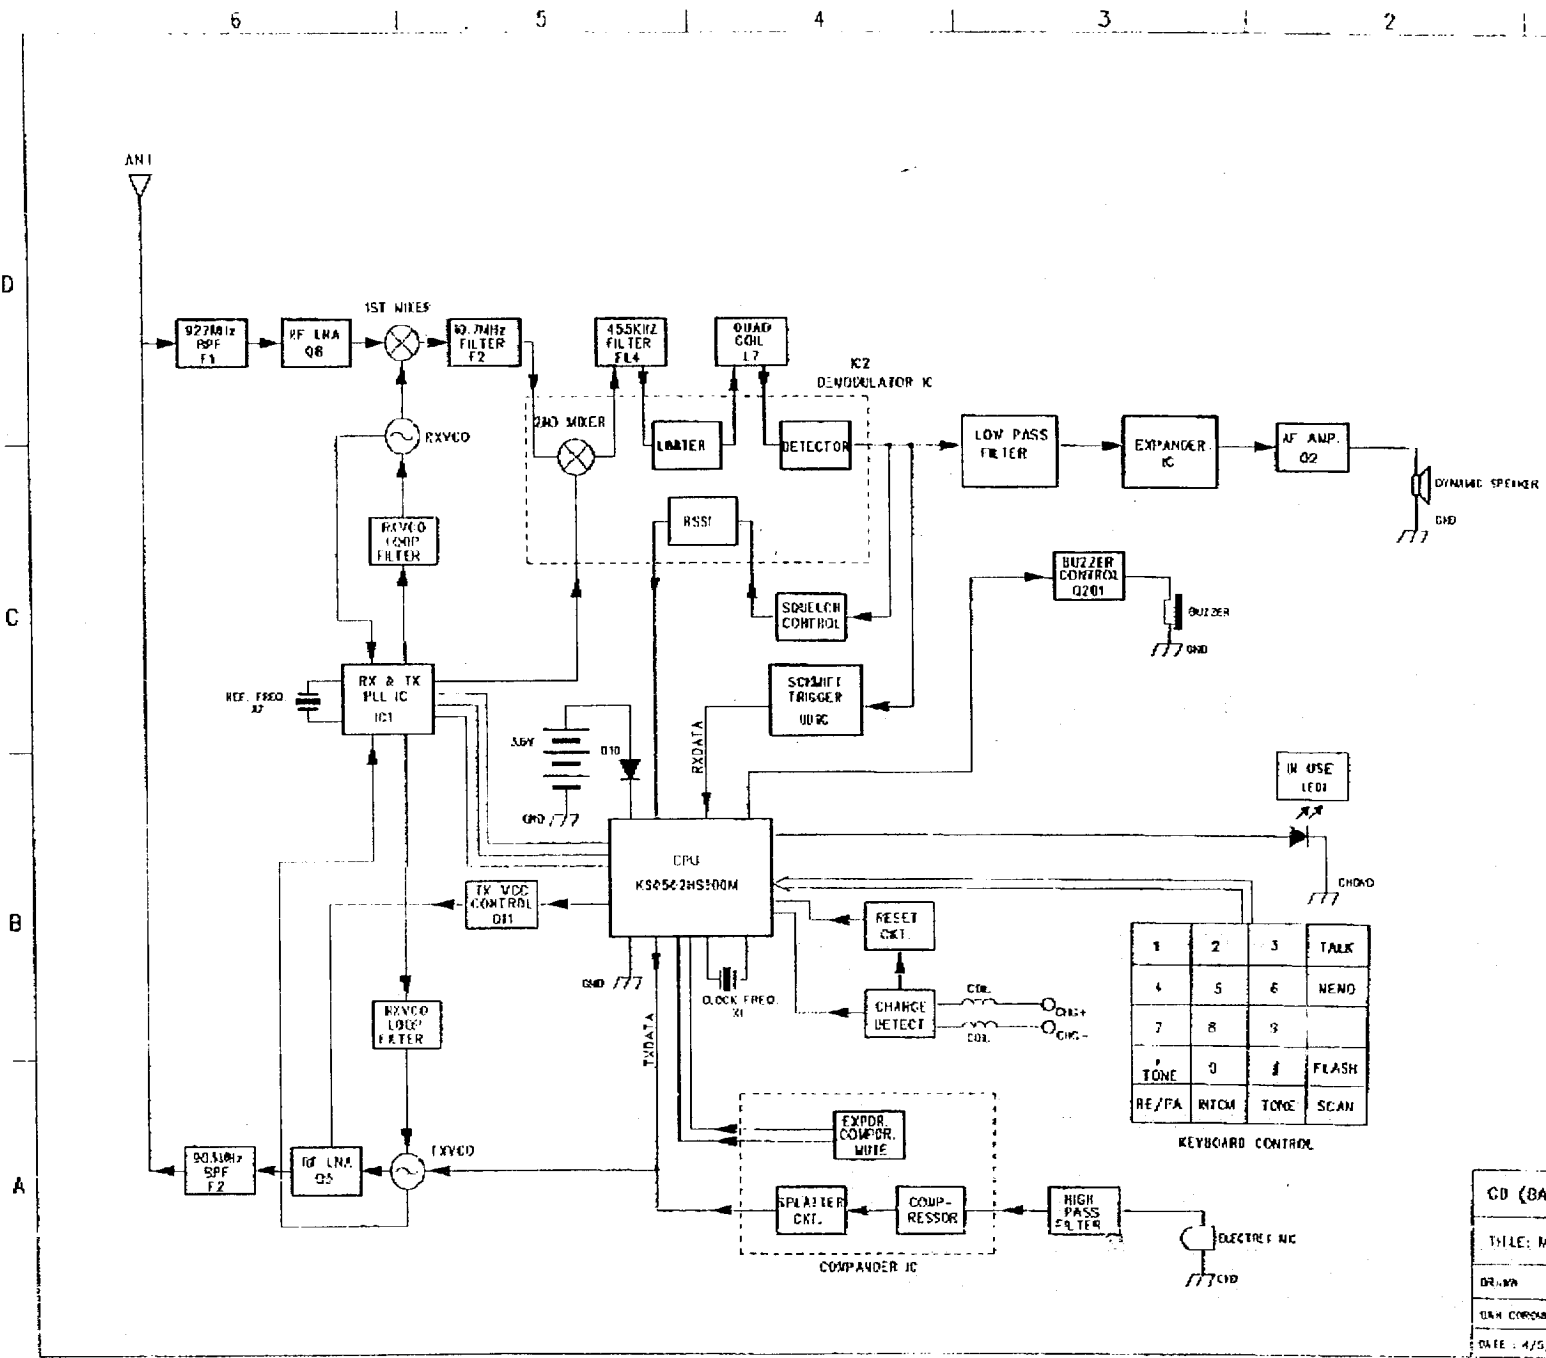 6 5 4 3 2
D
C
B
A
ANT
927MHz
BPF
F1
RF LNA
Q6
1ST MIXER
10.7MHz
FILTER
F2
455KHZ
FILTER
FL4
QUAD
COIL
L7
IC2
DEMODULATOR IC
2ND MIXER
LIMITER
DETECTOR
LOW PASS
FILTER
EXPANDER
IC
AF AMP.
Q2
DYNAMIC SPEAKER
GND
RXVCO
RXVCO
LOOP
FILTER
RSSI
SQUELCH
CONTROL
BUZZER
CONTROL
Q201
BUZZER
GND
RX & TX
PLL IC
IC1
REF. FREQ.
X2
SCHMIT
TRIGGER
3.6V
D10
GND
RXDATA
IN USE
LED1
CPU
TX VCC
CONTROL
Q11
RESET
CKT.
GND
CLOCK FREQ.
X1
CHARGE
DETECT
COIL
COIL
CHG+
CHG-
RXVCO
LOOP
FILTER
TXDATA
1 2 3 TALK
4 5 6 MEMO
7 8 9
* TONE 0 # FLASH
RE/PA INTCM TONE SCAN
KEYBOARD CONTROL
BPF
F2
RF LNA
Q5
TXVCO
EXPDR.
COMPDR.
MUTE
SPLATTER
CKT.
COMP-
RESSOR
COMPANDER IC
HIGH
PASS
FILTER
ELECTRET MIC
GND
TITLE: M
DRAWN
DATE : 4/5